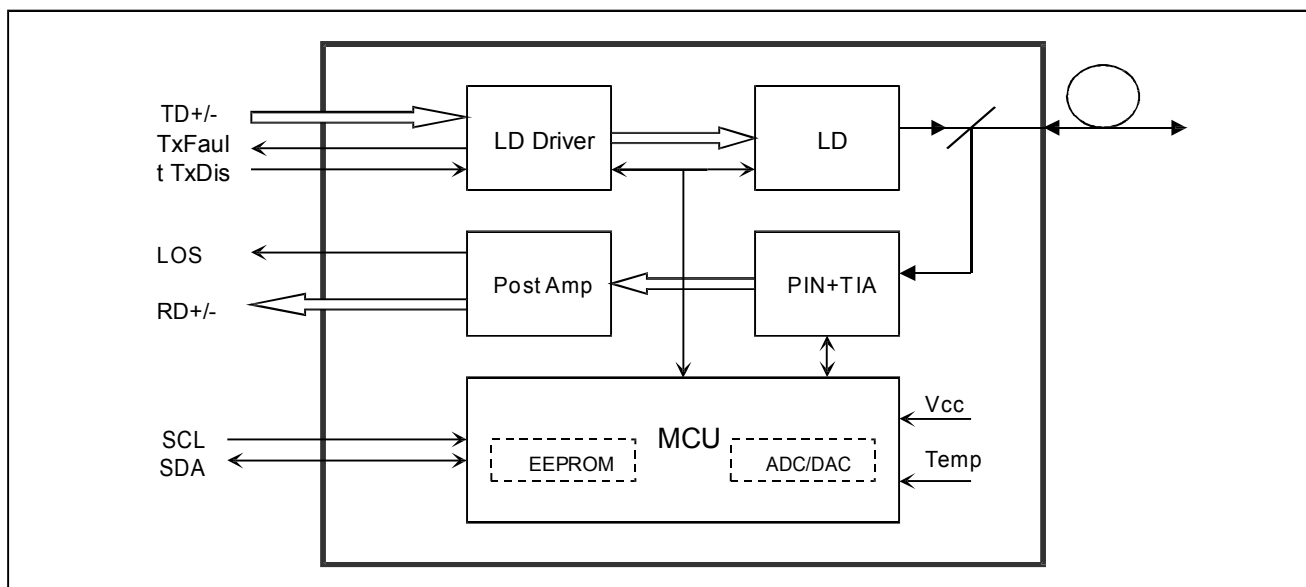 TD+/-
TxFaul
t TxDis
LD Driver
LD
LOS
RD+/-
Post Amp
PIN+TIA
SCL
SDA
MCU
EEPROM
ADC/DAC
Vcc
Temp